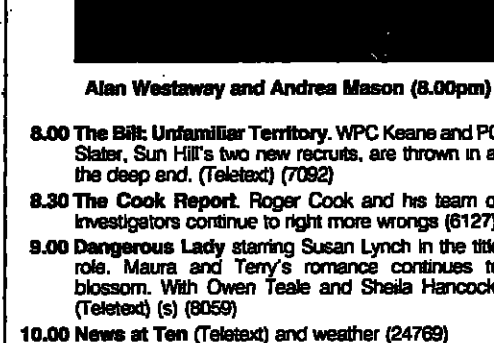 Alan Westaway and Andrea Mason (8.00pm)
8.00 The Bill: Unfamiliar Territory. WPC Keane and PC
Slater, Sun Hill's two new recruits, are thrown in a
the deep end. (Teletext) (7092)
8.30 The Cook Report. Roger Cook and his team o
investigators continue to right more wrongs (6127)
9.00 Dangerous Lady starring Susan Lynch in the title
role. Maura and Terry's romance continues t
blossom. With Owen Teale and Sheila Hancock
(Teletext) (s) (8059)
10.00 News at Ten (Teletext) and weather (24769)